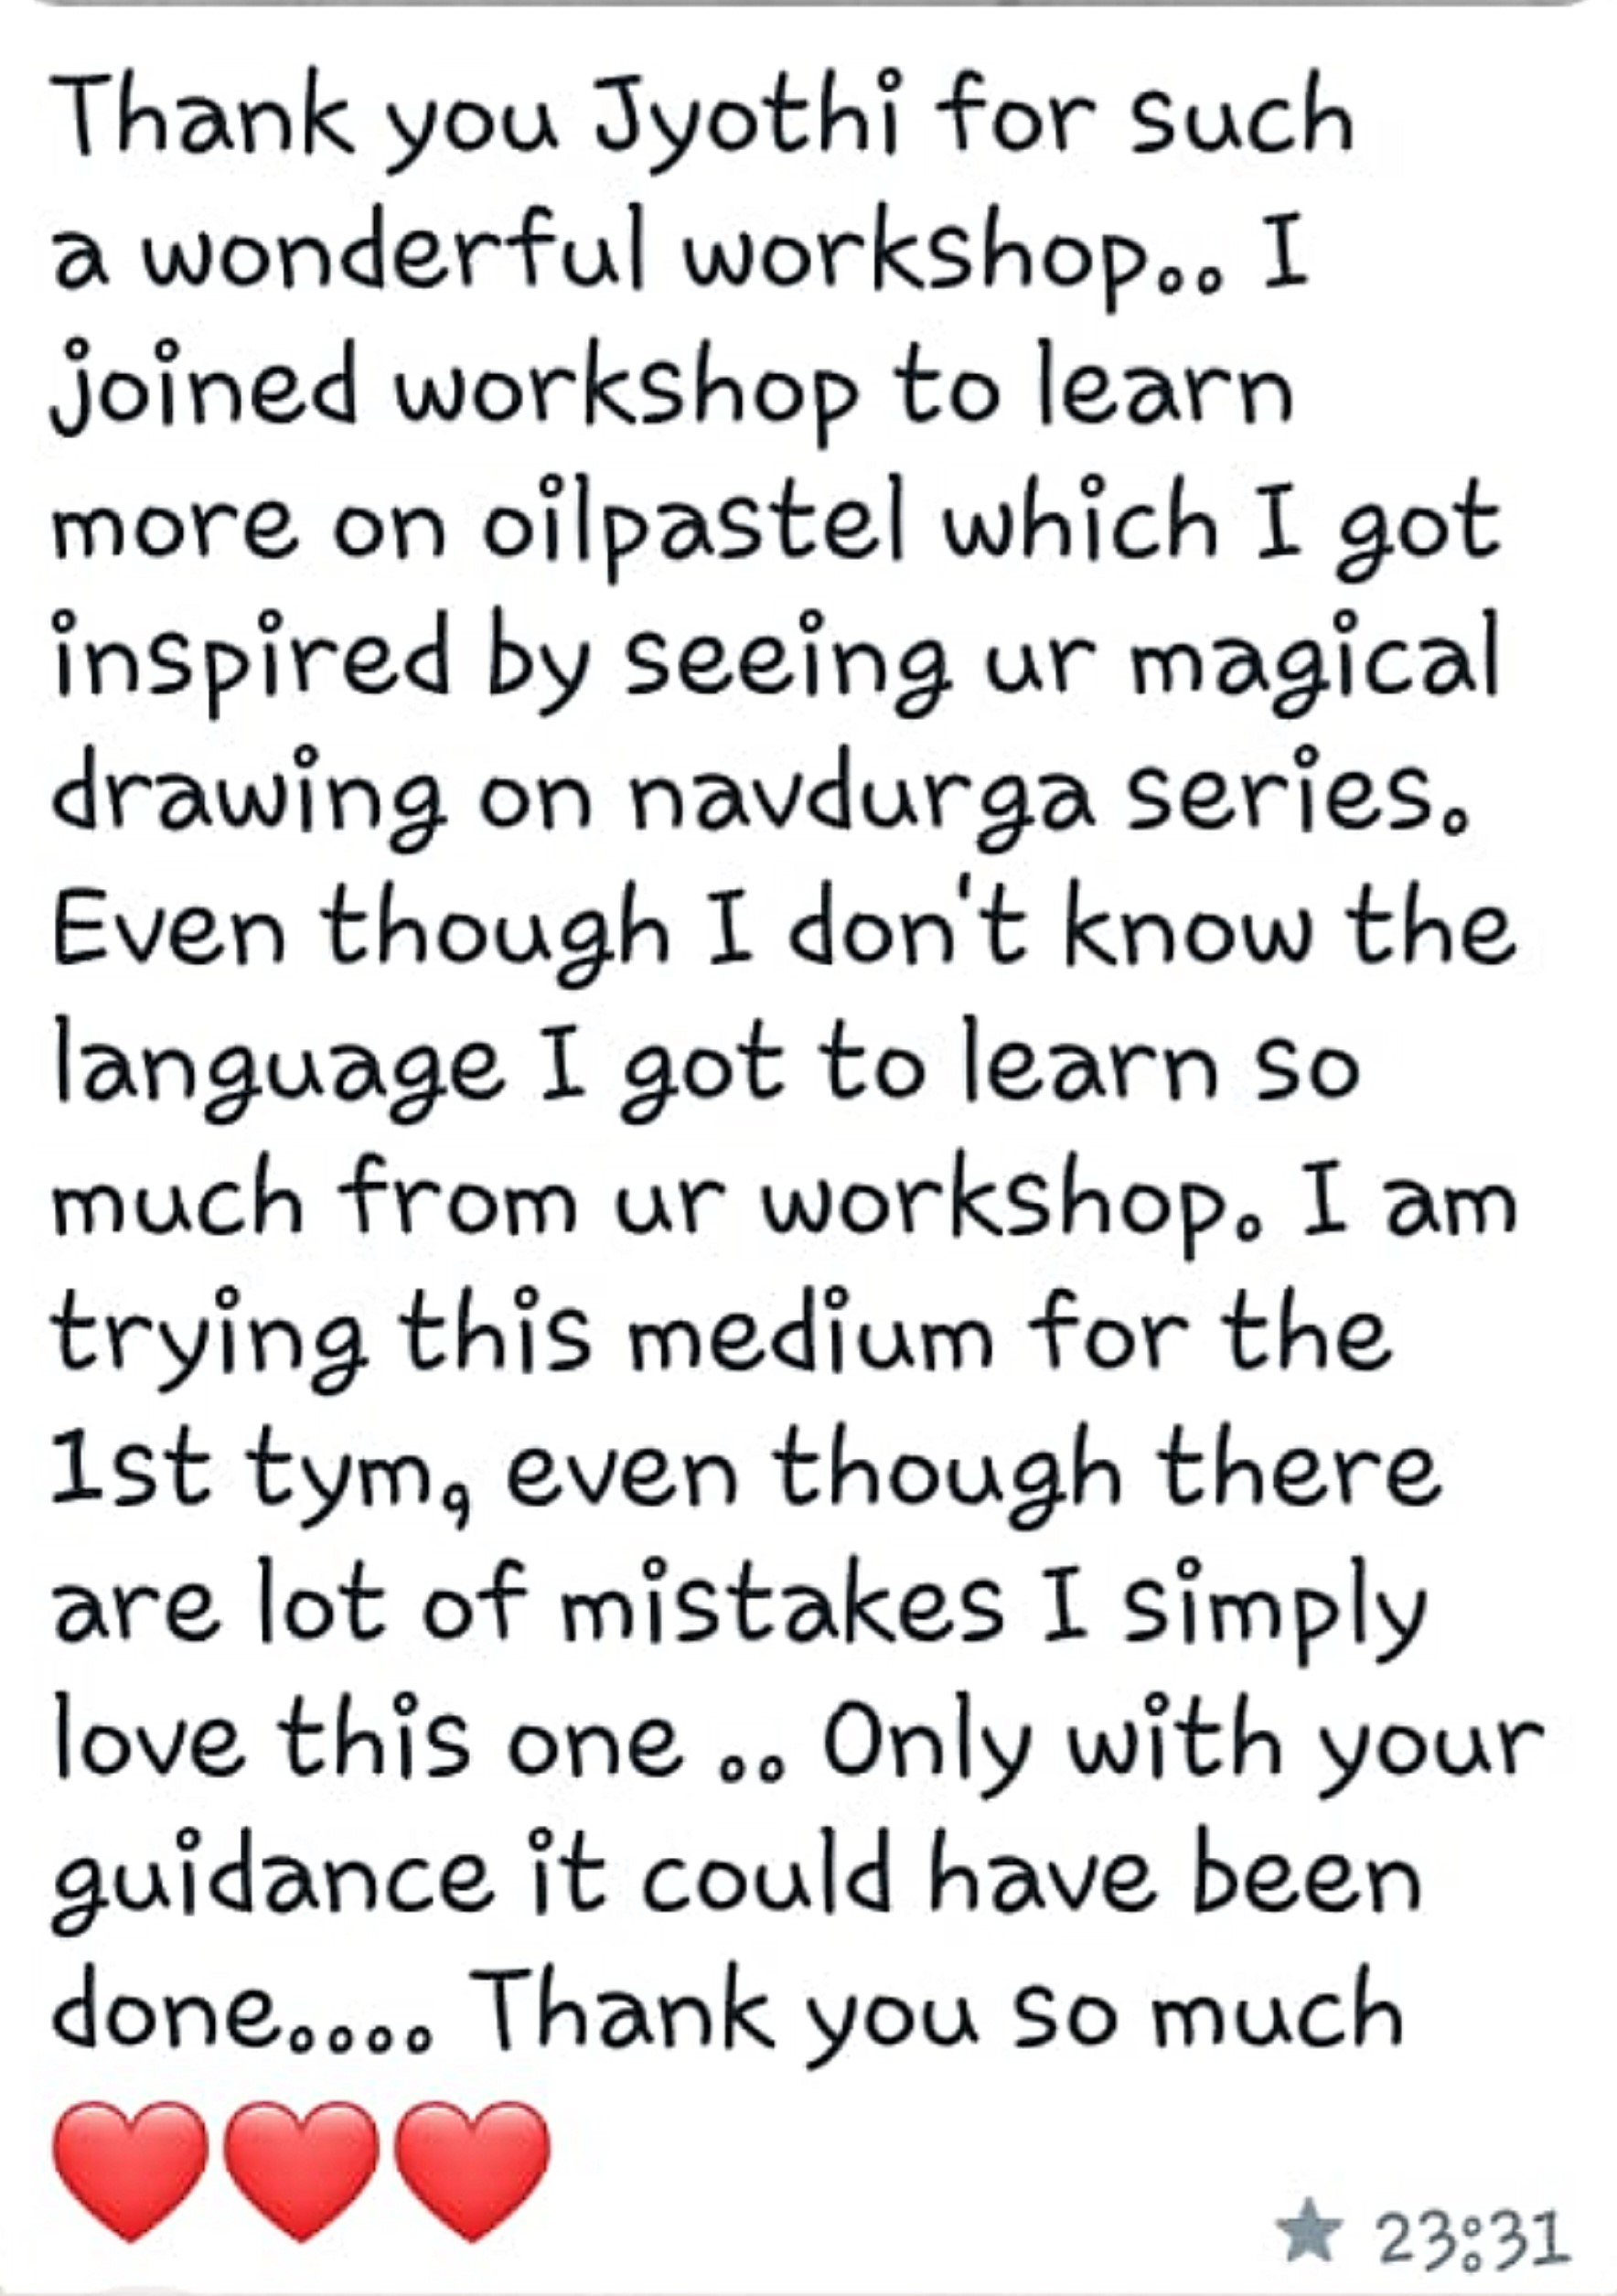 Thank you Jyothi for such
a wonderful workshop.. I
joined workshop to learn
more on oilpastel which I got
inspired by seeing ur magical
drawing on navdurga series.
Even though I don't know the
language I got to learn so
much from ur workshop. I am
trying this medium for the
1st tym, even though there
are lot of mistakes I simply
love this one .. Only with your
guidance it could have been
done.... Thank you so much
❤️❤️❤️
★ 23:31